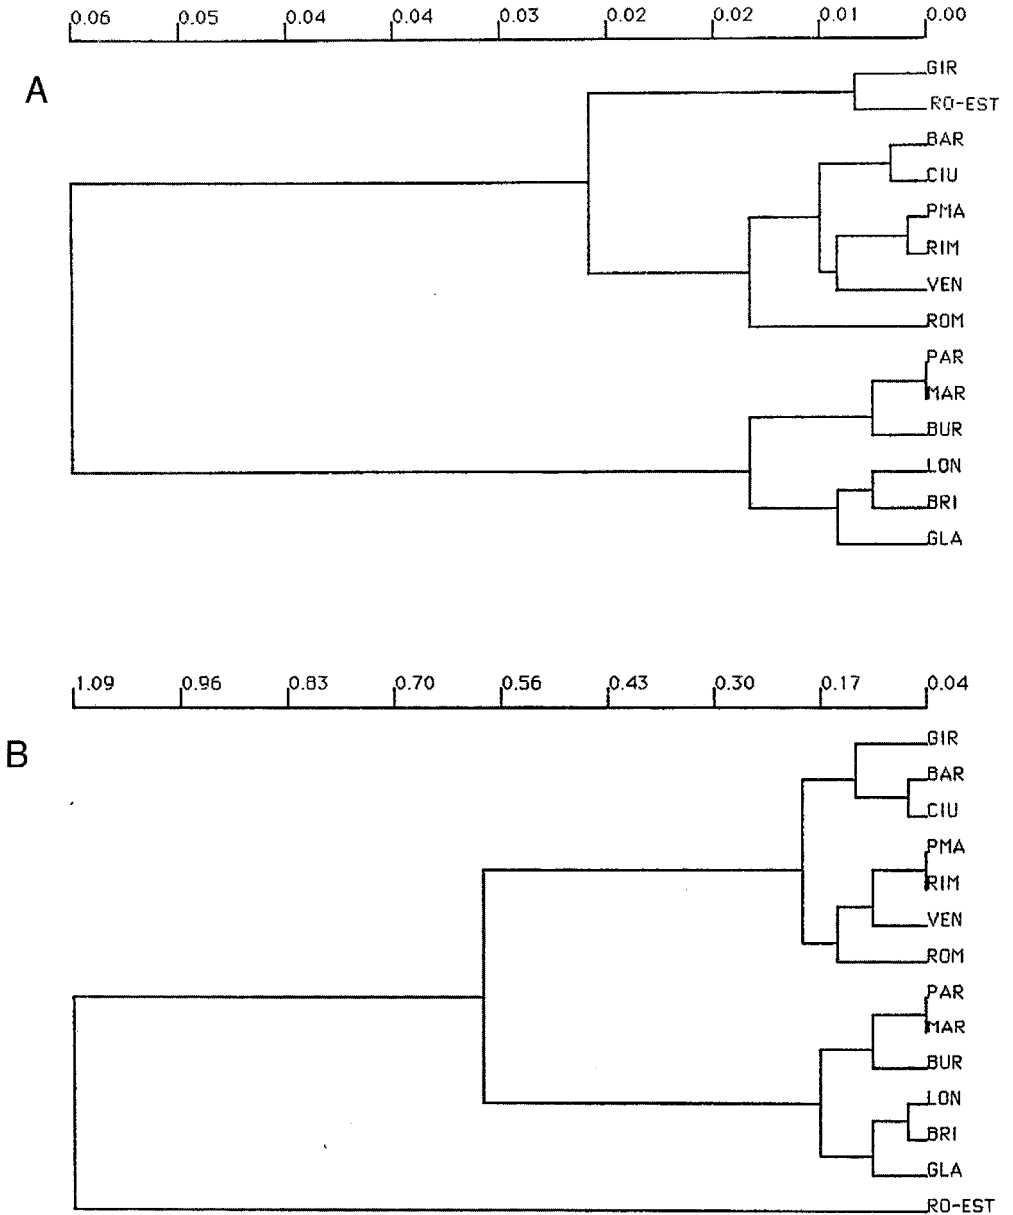 0.06 0.05 0.04 0.04 0.03 0.02 0.02 0.01 0.00
A
GIR
RO-EST
BAR
CIU
PMA
RIM
VEN
ROM
PAR
MAR
BUR
LON
BRI
GLA
1.09 0.96 0.83 0.70 0.56 0.43 0.30 0.17 0.04
B
GIR
BAR
CIU
PMA
RIM
VEN
ROM
PAR
MAR
BUR
LON
BRI
GLA
RO-EST